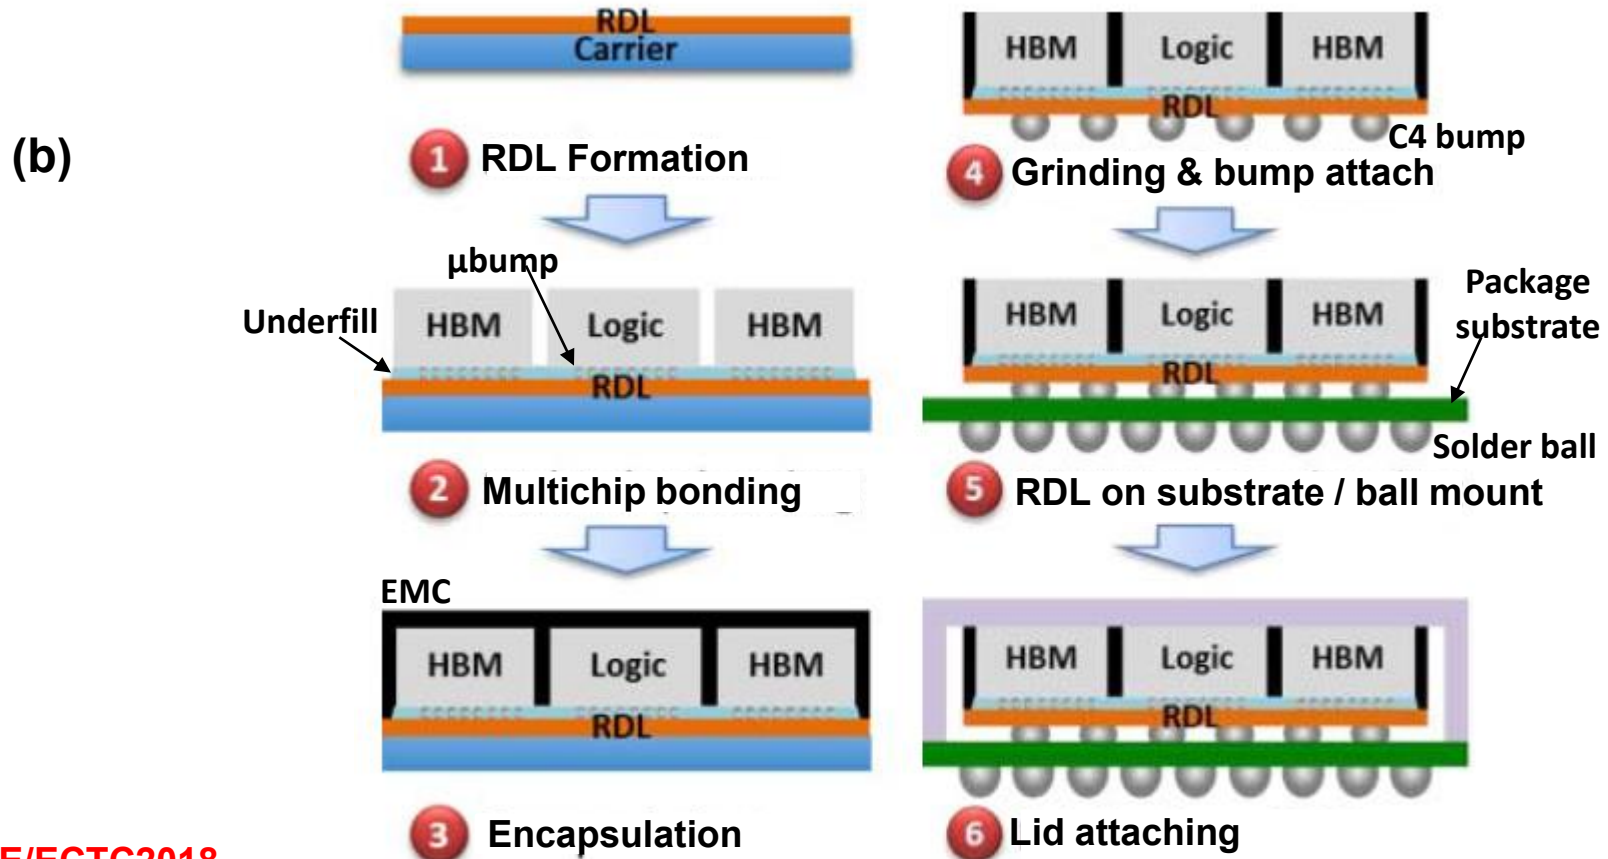 (b)
RDL
Carrier
1 RDL Formation
µbump
Underfill
HBM Logic HBM
RDL
2 Multichip bonding
EMC
HBM Logic HBM
RDL
3 Encapsulation
HBM Logic HBM
RDL
C4 bump
4 Grinding & bump attach
Package
substrate
HBM Logic HBM
RDL
Solder ball
5 RDL on substrate / ball mount
HBM Logic HBM
RDL
6 Lid attaching
E/ECTC2018